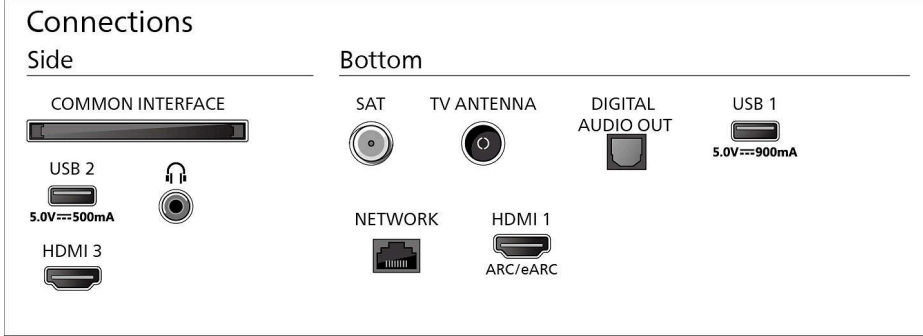 Connections
Side
COMMON INTERFACE
USB 2
5.0V⎓500mA
HDMI 3
Bottom
SAT
TV ANTENNA
DIGITAL
AUDIO OUT
USB 1
5.0V⎓900mA
NETWORK
HDMI 1
ARC/eARC